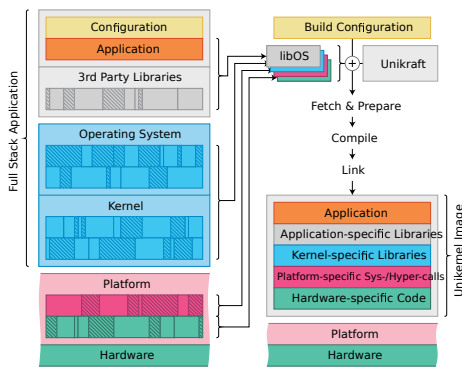 Full Stack Application
Configuration
Application
3rd Party Libraries
Operating System
Kernel
Platform
Hardware
Build Configuration
libOS
+
Unikraft
Fetch & Prepare
Compile
Link
Application
Application-specific Libraries
Kernel-specific Libraries
Platform-specific Sys-/Hyper-calls
Hardware-specific Code
Unikernel Image
Platform
Hardware